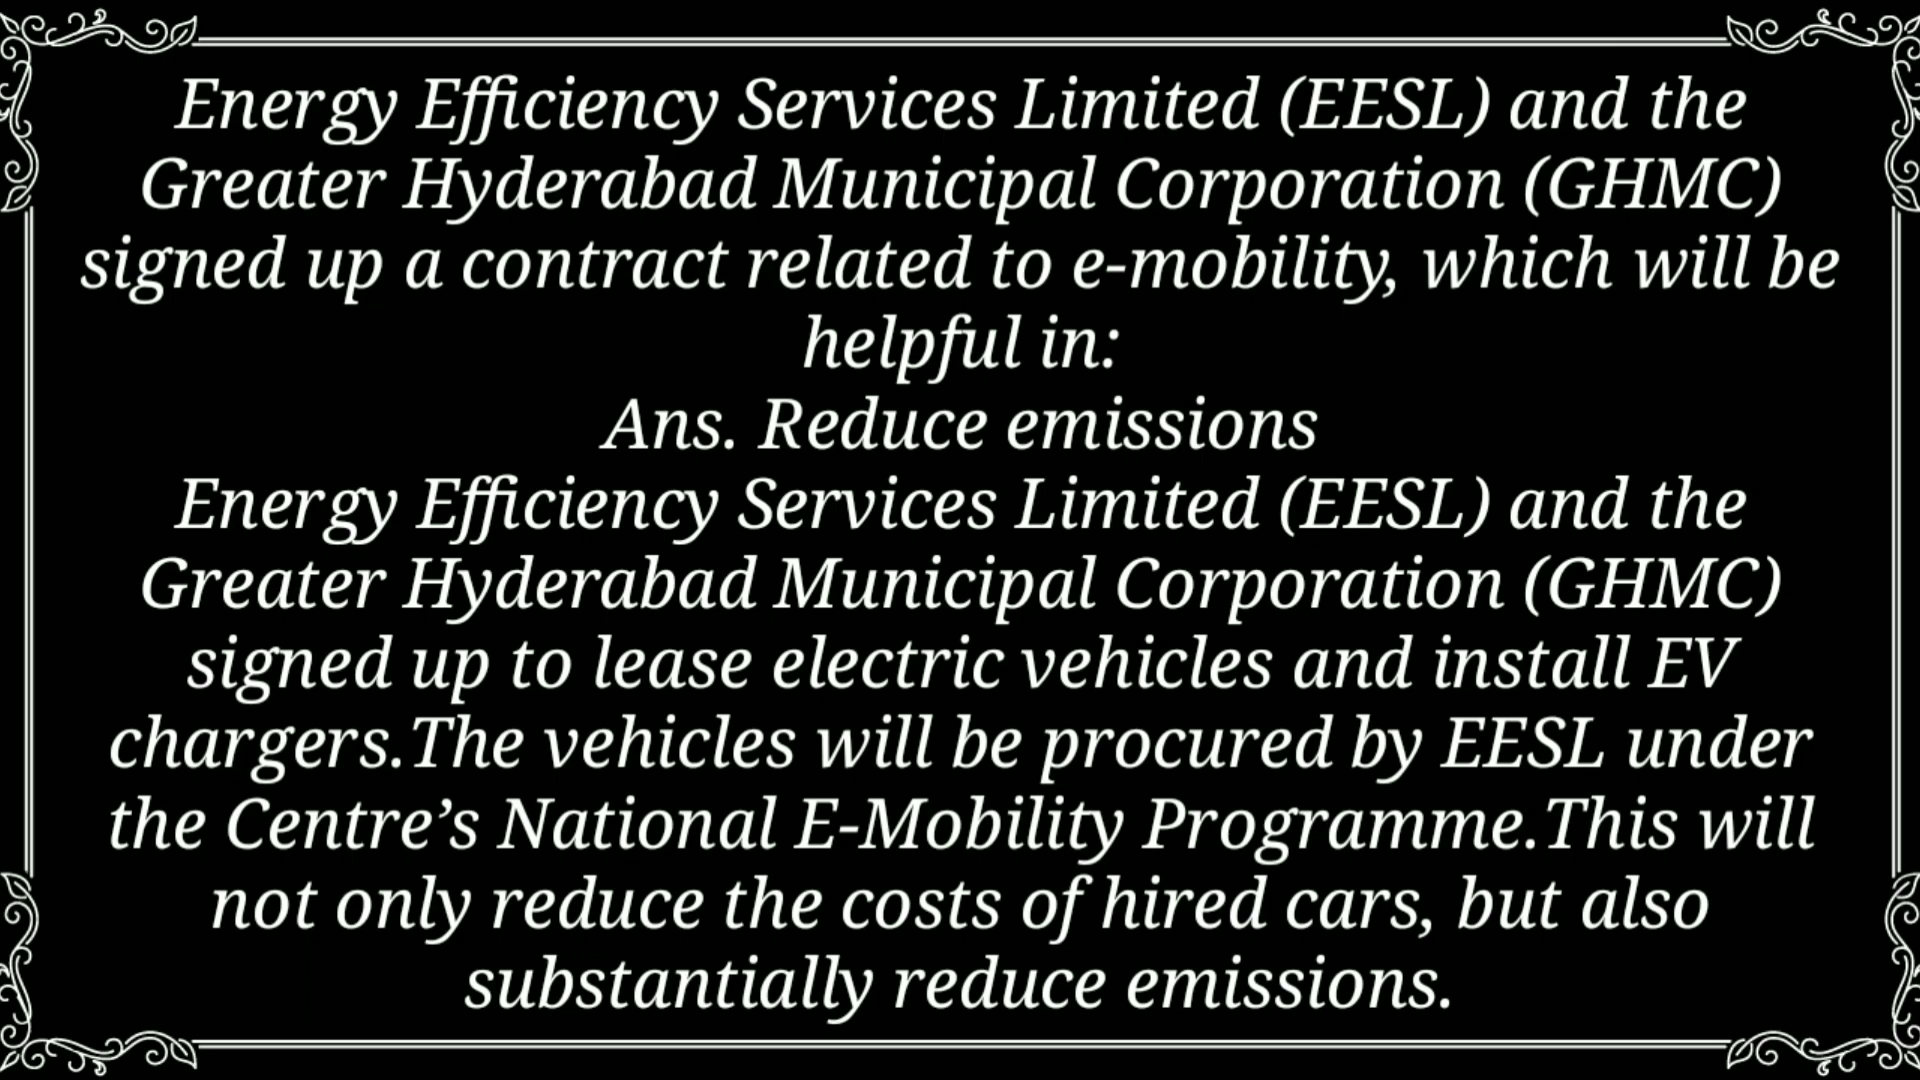 Energy Efficiency Services Limited (EESL) and the
Greater Hyderabad Municipal Corporation (GHMC)
signed up a contract related to e-mobility, which will be
helpful in:
Ans. Reduce emissions
Energy Efficiency Services Limited (EESL) and the
Greater Hyderabad Municipal Corporation (GHMC)
signed up to lease electric vehicles and install EV
chargers.The vehicles will be procured by EESL under
the Centre’s National E-Mobility Programme.This will
not only reduce the costs of hired cars, but also
substantially reduce emissions.